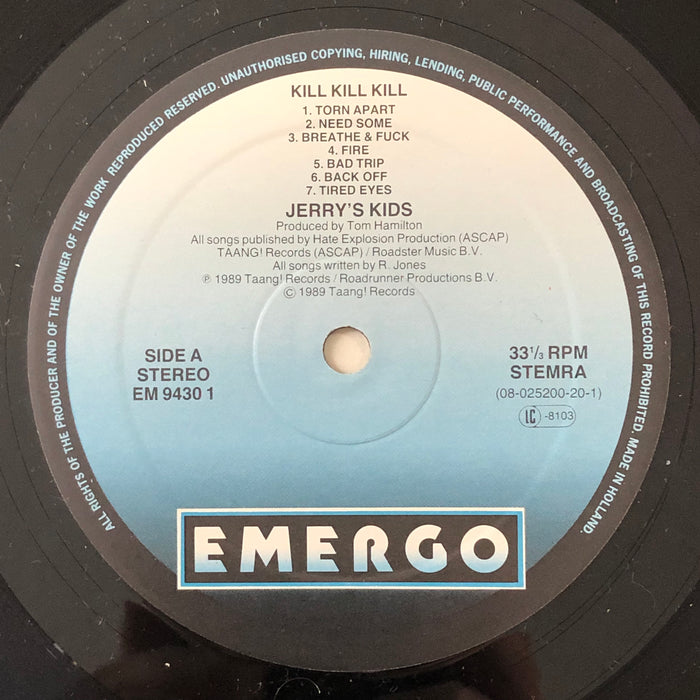 ALL RIGHTS OF THE PRODUCER AND OF THE OWNER OF THE WORK REPRODUCED RESERVED. UNAUTHORISED COPYING, HIRING, LENDING, PUBLIC PERFORMANCE AND BROADCASTING OF THIS RECORD PROHIBITED. MADE IN HOLLAND.
KILL KILL KILL
1. TORN APART
2. NEED SOME
3. BREATHE & FUCK
4. FIRE
5. BAD TRIP
6. BACK OFF
7. TIRED EYES
JERRY'S KIDS
Produced by Tom Hamilton
All songs published by Hate Explosion Production (ASCAP)
TAANG! Records (ASCAP) / Roadster Music B.V.
All songs written by R. Jones
℗ 1989 Taang! Records / Roadrunner Productions B.V.
© 1989 Taang! Records
SIDE A
STEREO
EM 9430 1
33 1/3 RPM
STEMRA
(08-025200-20-1)
LC -8103
EMERGO